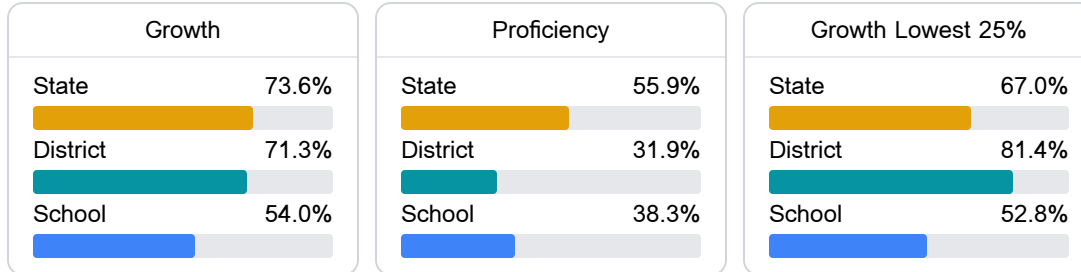 Growth
State 73.6%
District 71.3%
School 54.0%
Proficiency
State 55.9%
District 31.9%
School 38.3%
Growth Lowest 25%
State 67.0%
District 81.4%
School 52.8%